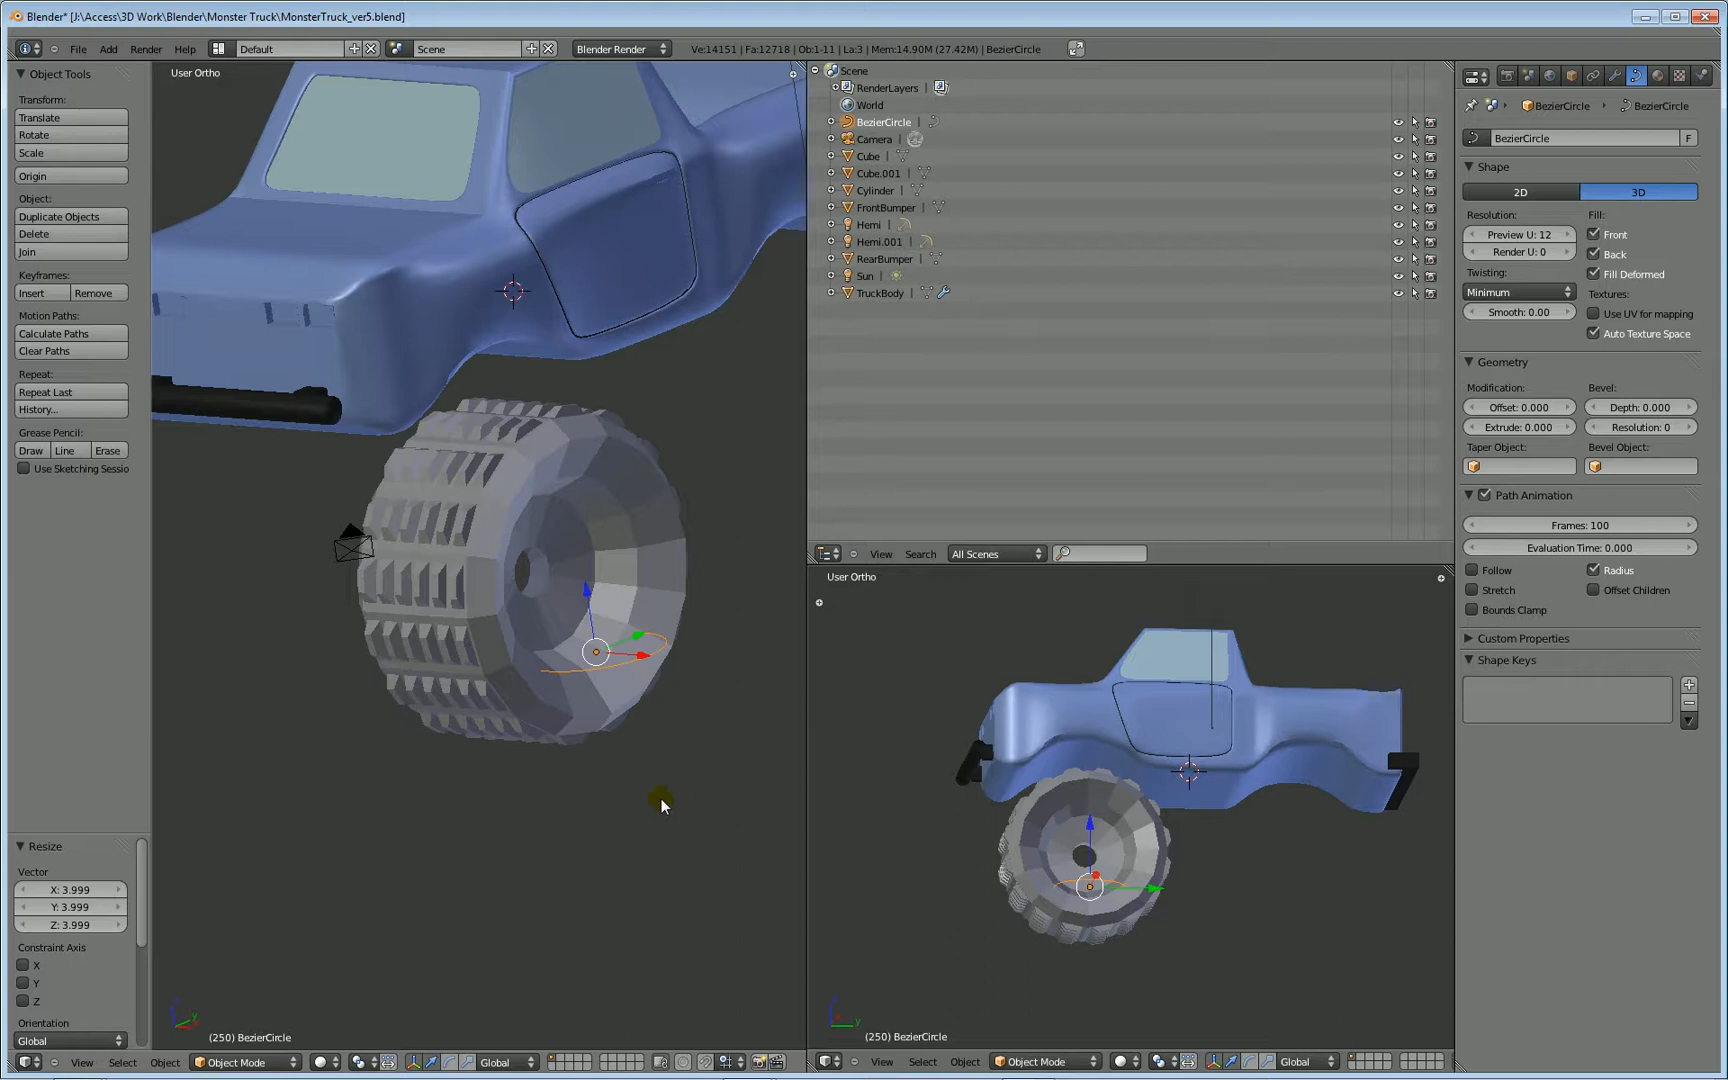 Blender* [J:\Access\3D Work\Blender\Monster Truck\MonsterTruck_ver5.blend]
File Add Render Help Default Scene Blender Render Ve:14151 | Fa:12718 | Ob:1-11 | La:3 | Mem:14.90M (27.42M) | BezierCircle
Object Tools
Transform:
Translate
Rotate
Scale
Origin
Object:
Duplicate Objects
Delete
Join
Keyframes:
Insert Remove
Motion Paths:
Calculate Paths
Clear Paths
Repeat:
Repeat Last
History...
Grease Pencil:
Draw Line Erase
Use Sketching Sessio
Resize
Vector
X: 3.999
Y: 3.999
Z: 3.999
Constraint Axis
X
Y
Z
Orientation
Global
User Ortho
(250) BezierCircle
View Select Object Object Mode Global
Scene
RenderLayers |
World
BezierCircle |
Camera |
Cube |
Cube.001 |
Cylinder |
FrontBumper |
Hemi |
Hemi.001 |
RearBumper |
Sun |
TruckBody |
View Search All Scenes
User Ortho
(250) BezierCircle
View Select Object Object Mode Global
BezierCircle BezierCircle
BezierCircle F
Shape
2D 3D
Resolution: Fill:
Preview U: 12 Front
Render U: 0 Back
Twisting: Fill Deformed
Minimum Textures:
Smooth: 0.00 Use UV for mapping
Auto Texture Space
Geometry
Modification: Bevel:
Offset: 0.000 Depth: 0.000
Extrude: 0.000 Resolution: 0
Taper Object: Bevel Object:
Path Animation
Frames: 100
Evaluation Time: 0.000
Follow Radius
Stretch Offset Children
Bounds Clamp
Custom Properties
Shape Keys